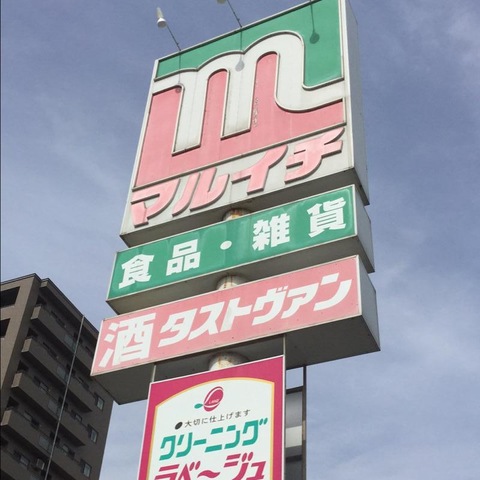 m
マルイチ
食品・雑貨
酒タストヴァン
●大切に仕上げます
クリーニング
ラベ〜ジュ